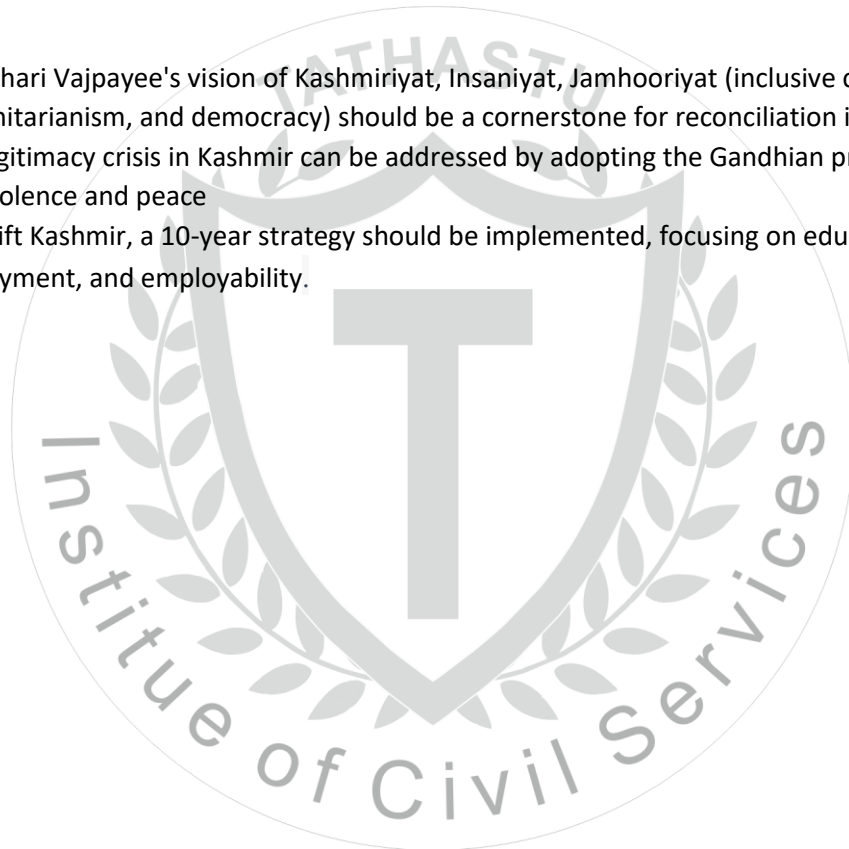 hari Vajpayee's vision of Kashmiriyat, Insaniyat, Jamhooriyat (inclusive
nitarianism, and democracy) should be a cornerstone for reconciliation
gitimacy crisis in Kashmir can be addressed by adopting the Gandhian
olence and peace
ift Kashmir, a 10-year strategy should be implemented, focusing on
yment, and employability.
TATHASTU
T
Institue of Civil Services